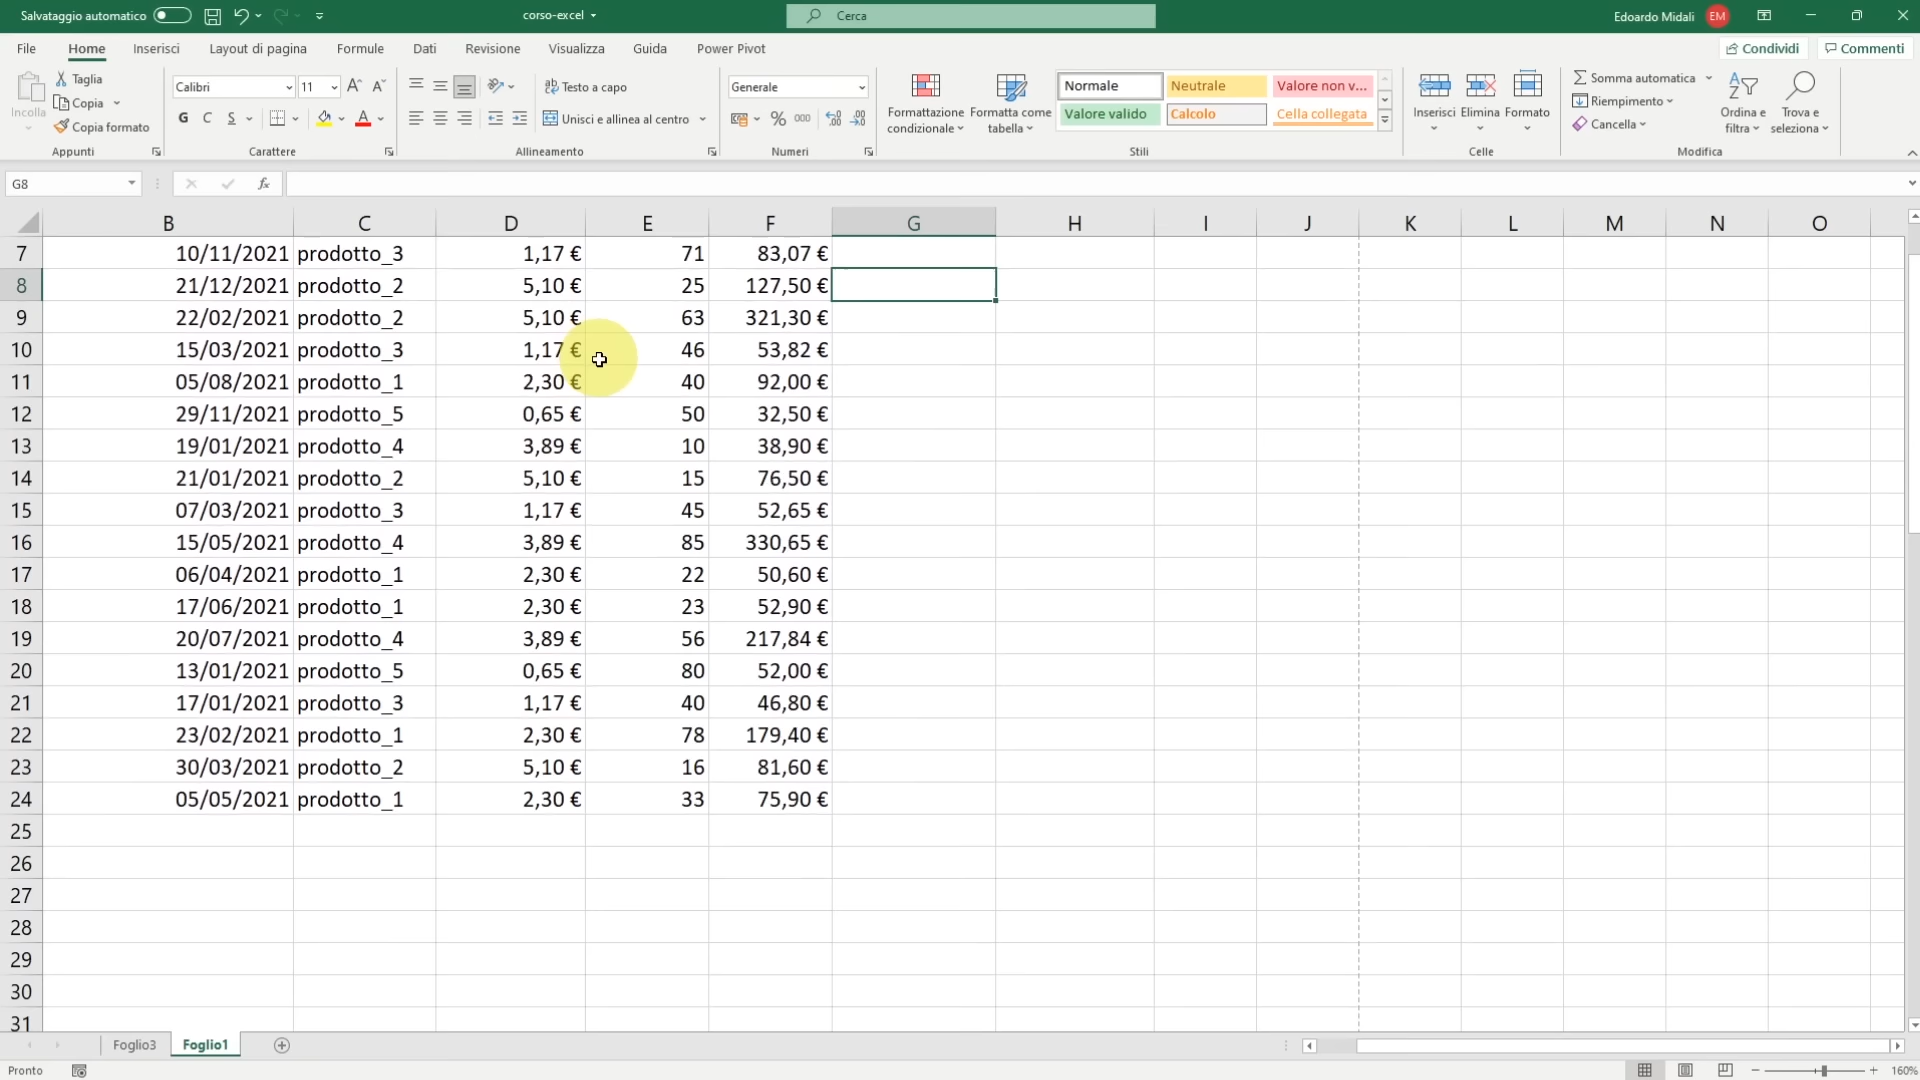 Salvataggio automatico
corso-excel
Cerca
Edoardo Midali EM
File Home Inserisci Layout di pagina Formule Dati Revisione Visualizza Guida Power Pivot Condividi Commenti
Incolla
Taglia
Copia
Copia formato
Appunti
Calibri 11
G C S A
Carattere
Testo a capo
Unisci e allinea al centro
Allineamento
Generale
% 000
Numeri
Formattazione condizionale
Formatta come tabella
Normale Neutrale Valore non v...
Valore valido Calcolo Cella collegata
Stili
Inserisci Elimina Formato
Celle
Somma automatica
Riempimento
Cancella
Ordina e filtra
Trova e seleziona
Modifica
G8 fx
B C D E F G H I J K L M N O
7 10/11/2021 prodotto_3 1,17 € 71 83,07 €
8 21/12/2021 prodotto_2 5,10 € 25 127,50 €
9 22/02/2021 prodotto_2 5,10 € 63 321,30 €
10 15/03/2021 prodotto_3 1,17 € 46 53,82 €
11 05/08/2021 prodotto_1 2,30 € 40 92,00 €
12 29/11/2021 prodotto_5 0,65 € 50 32,50 €
13 19/01/2021 prodotto_4 3,89 € 10 38,90 €
14 21/01/2021 prodotto_2 5,10 € 15 76,50 €
15 07/03/2021 prodotto_3 1,17 € 45 52,65 €
16 15/05/2021 prodotto_4 3,89 € 85 330,65 €
17 06/04/2021 prodotto_1 2,30 € 22 50,60 €
18 17/06/2021 prodotto_1 2,30 € 23 52,90 €
19 20/07/2021 prodotto_4 3,89 € 56 217,84 €
20 13/01/2021 prodotto_5 0,65 € 80 52,00 €
21 17/01/2021 prodotto_3 1,17 € 40 46,80 €
22 23/02/2021 prodotto_1 2,30 € 78 179,40 €
23 30/03/2021 prodotto_2 5,10 € 16 81,60 €
24 05/05/2021 prodotto_1 2,30 € 33 75,90 €
25
26
27
28
29
30
31
Foglio3 Foglio1
Pronto
160%